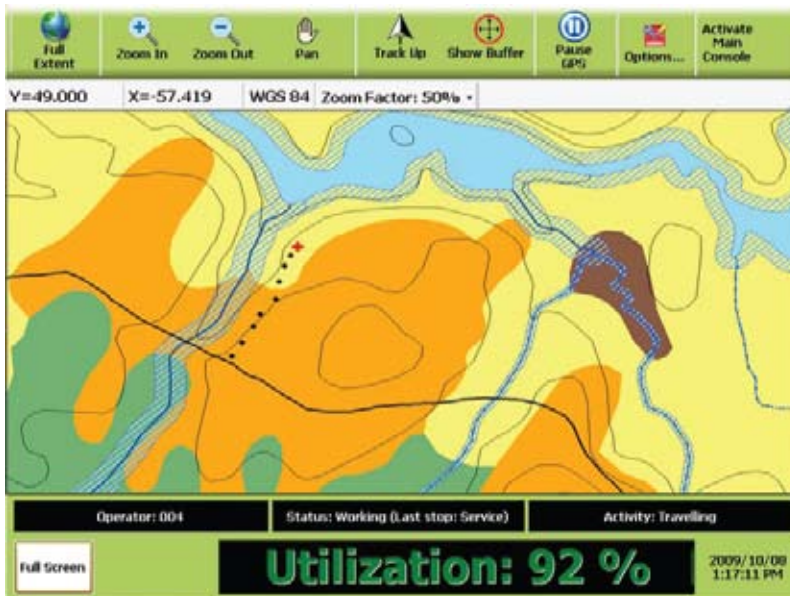 Full Extent
Zoom In
Zoom Out
Pan
Track Up
Show Buffer
Pause GPS
Options...
Activate Main Console
Y=49.000 X=-57.419 WGS 84 Zoom Factor: 50%
Operator: 004
Status: Working (Last stop: Service)
Activity: Travelling
Full Screen
Utilization: 92 %
2009/10/08
1:17:11 PM